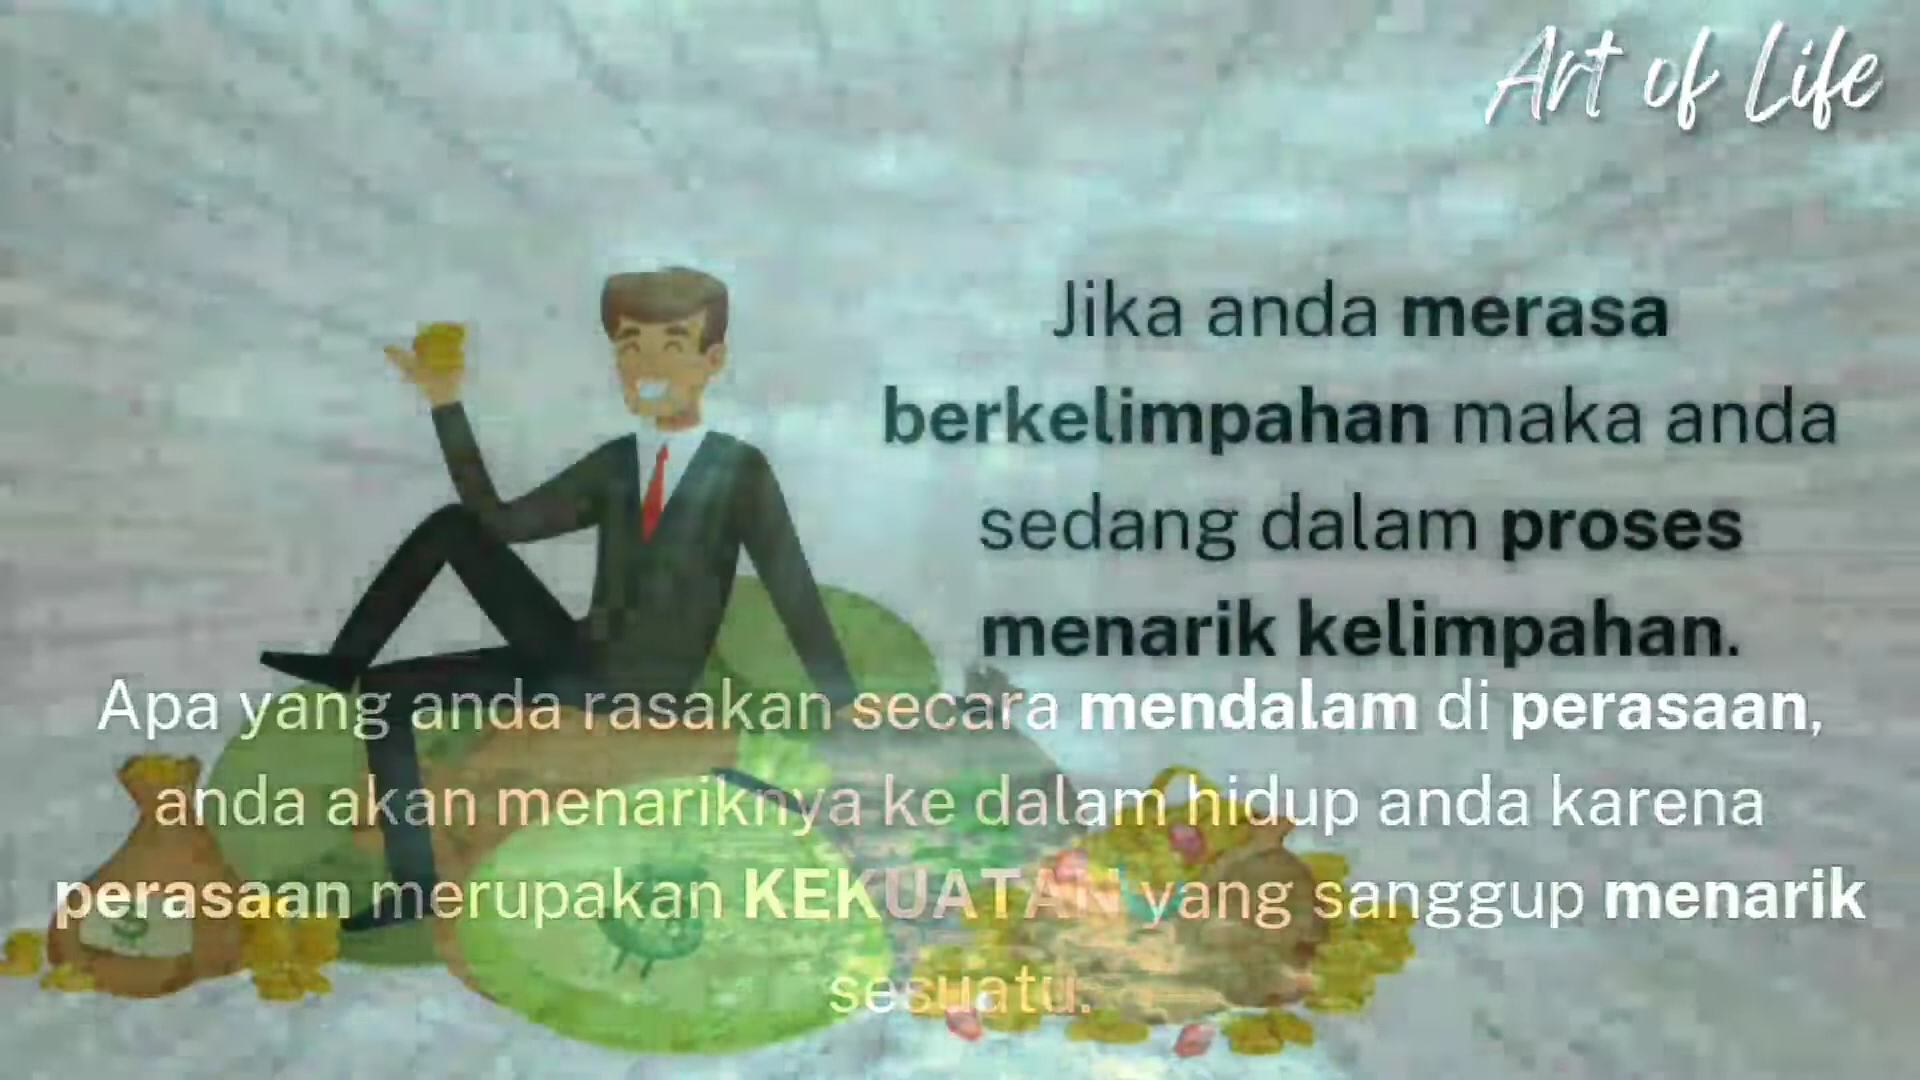 Art of Life
Jika anda merasa
berkelimpahan maka anda
sedang dalam proses
menarik kelimpahan.
Apa yang anda rasakan secara mendalam di perasaan,
anda akan menariknya ke dalam hidup anda karena
perasaan merupakan KEKUATAN yang sanggup menarik
sesuatu.